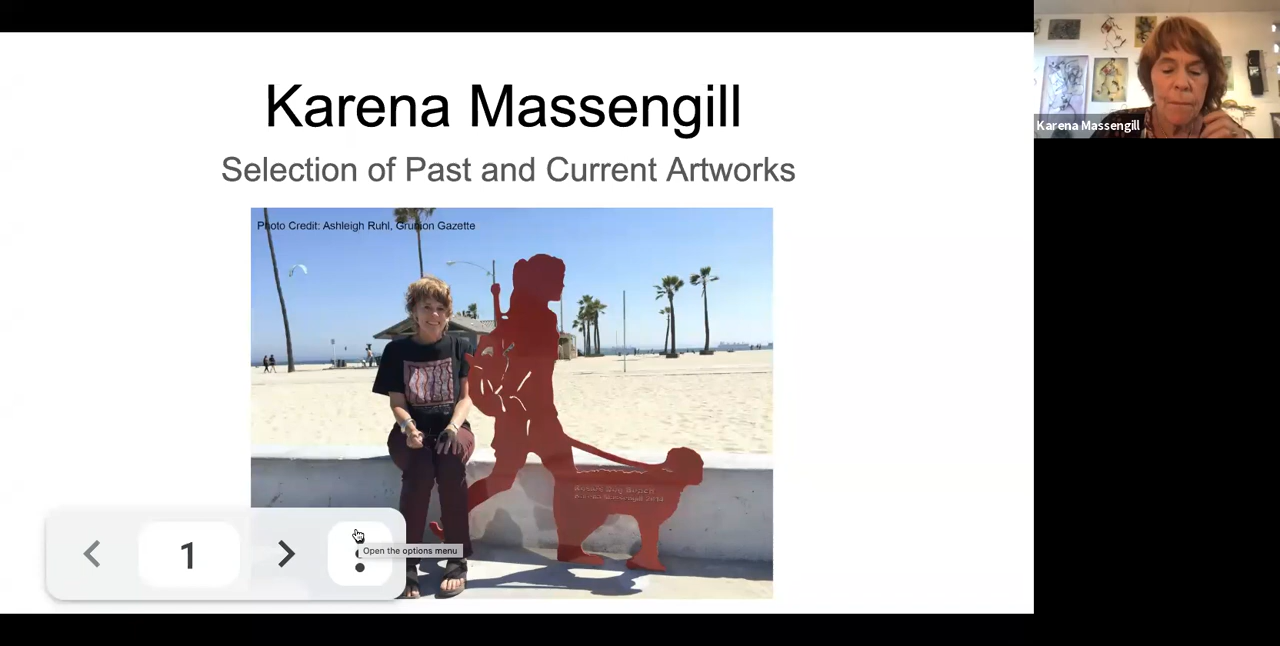 Karena Massengill
Selection of Past and Current Artworks
Photo Credit: Ashleigh Ruhl, Grunion Gazette
1
Open the options menu
Karena Massengill